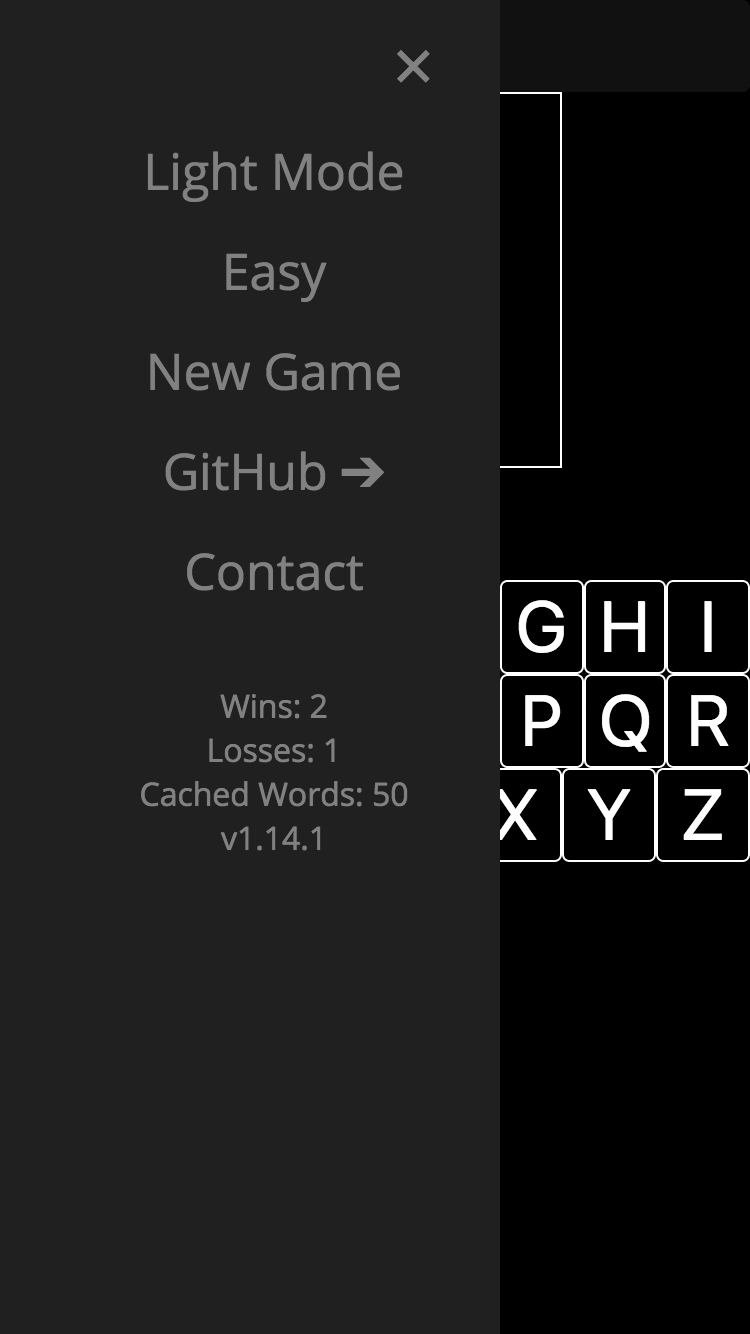 ✕
Light Mode
Easy
New Game
GitHub ➔
Contact
Wins: 2
Losses: 1
Cached Words: 50
v1.14.1
G H I
P Q R
X Y Z